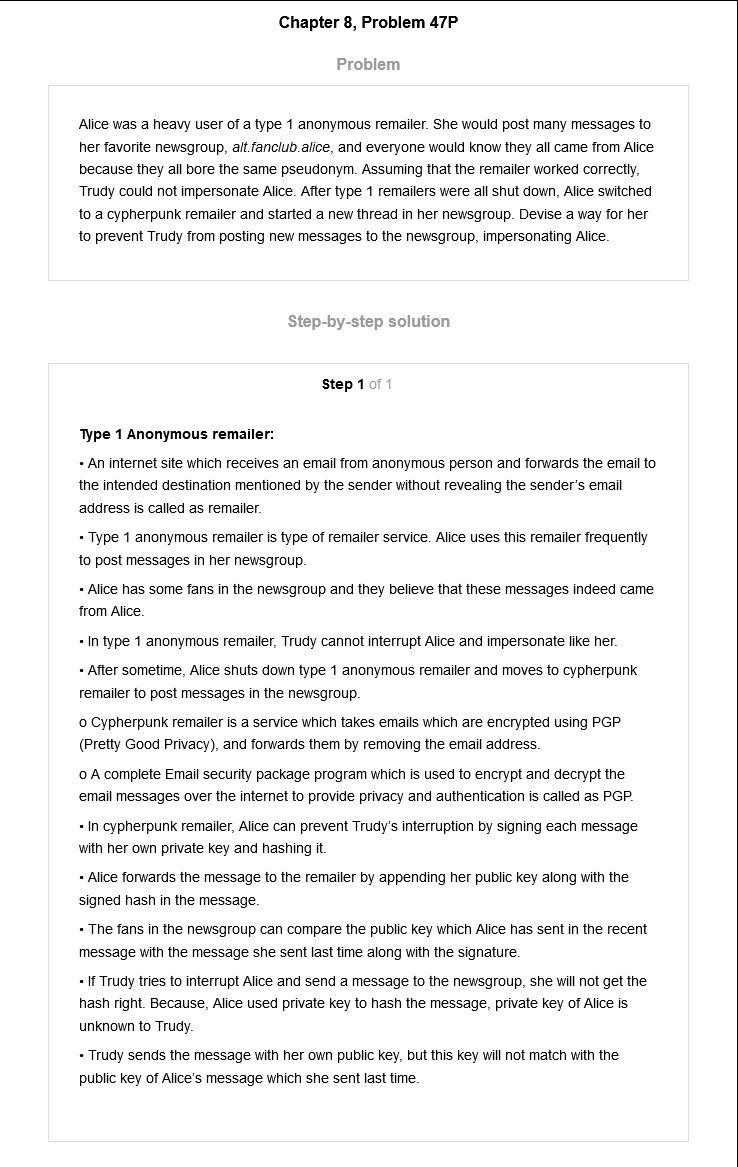 Chapter 8, Problem 47P
Problem
Alice was a heavy user of a type 1 anonymous remailer. She would post many messages to
her favorite newsgroup, alt.fanclub.alice, and everyone would know they all came from Alice
because they all bore the same pseudonym. Assuming that the remailer worked correctly,
Trudy could not impersonate Alice. After type 1 remailers were all shut down, Alice switched
to a cypherpunk remailer and started a new thread in her newsgroup. Devise a way for her
to prevent Trudy from posting new messages to the newsgroup, impersonating Alice.
Step-by-step solution
Step 1 of 1
Type 1 Anonymous remailer:
• An internet site which receives an email from anonymous person and forwards the email to
the intended destination mentioned by the sender without revealing the sender's email
address is called as remailer.
• Type 1 anonymous remailer is type of remailer service. Alice uses this remailer frequently
to post messages in her newsgroup.
• Alice has some fans in the newsgroup and they believe that these messages indeed came
from Alice.
• In type 1 anonymous remailer, Trudy cannot interrupt Alice and impersonate like her.
• After sometime, Alice shuts down type 1 anonymous remailer and moves to cypherpunk
remailer to post messages in the newsgroup.
o Cypherpunk remailer is a service which takes emails which are encrypted using PGP
(Pretty Good Privacy), and forwards them by removing the email address.
o A complete Email security package program which is used to encrypt and decrypt the
email messages over the internet to provide privacy and authentication is called as PGP.
• In cypherpunk remailer, Alice can prevent Trudy's interruption by signing each message
with her own private key and hashing it.
• Alice forwards the message to the remailer by appending her public key along with the
signed hash in the message.
• The fans in the newsgroup can compare the public key which Alice has sent in the recent
message with the message she sent last time along with the signature.
• If Trudy tries to interrupt Alice and send a message to the newsgroup, she will not get the
hash right. Because, Alice used private key to hash the message, private key of Alice is
unknown to Trudy.
• Trudy sends the message with her own public key, but this key will not match with the
public key of Alice's message which she sent last time.